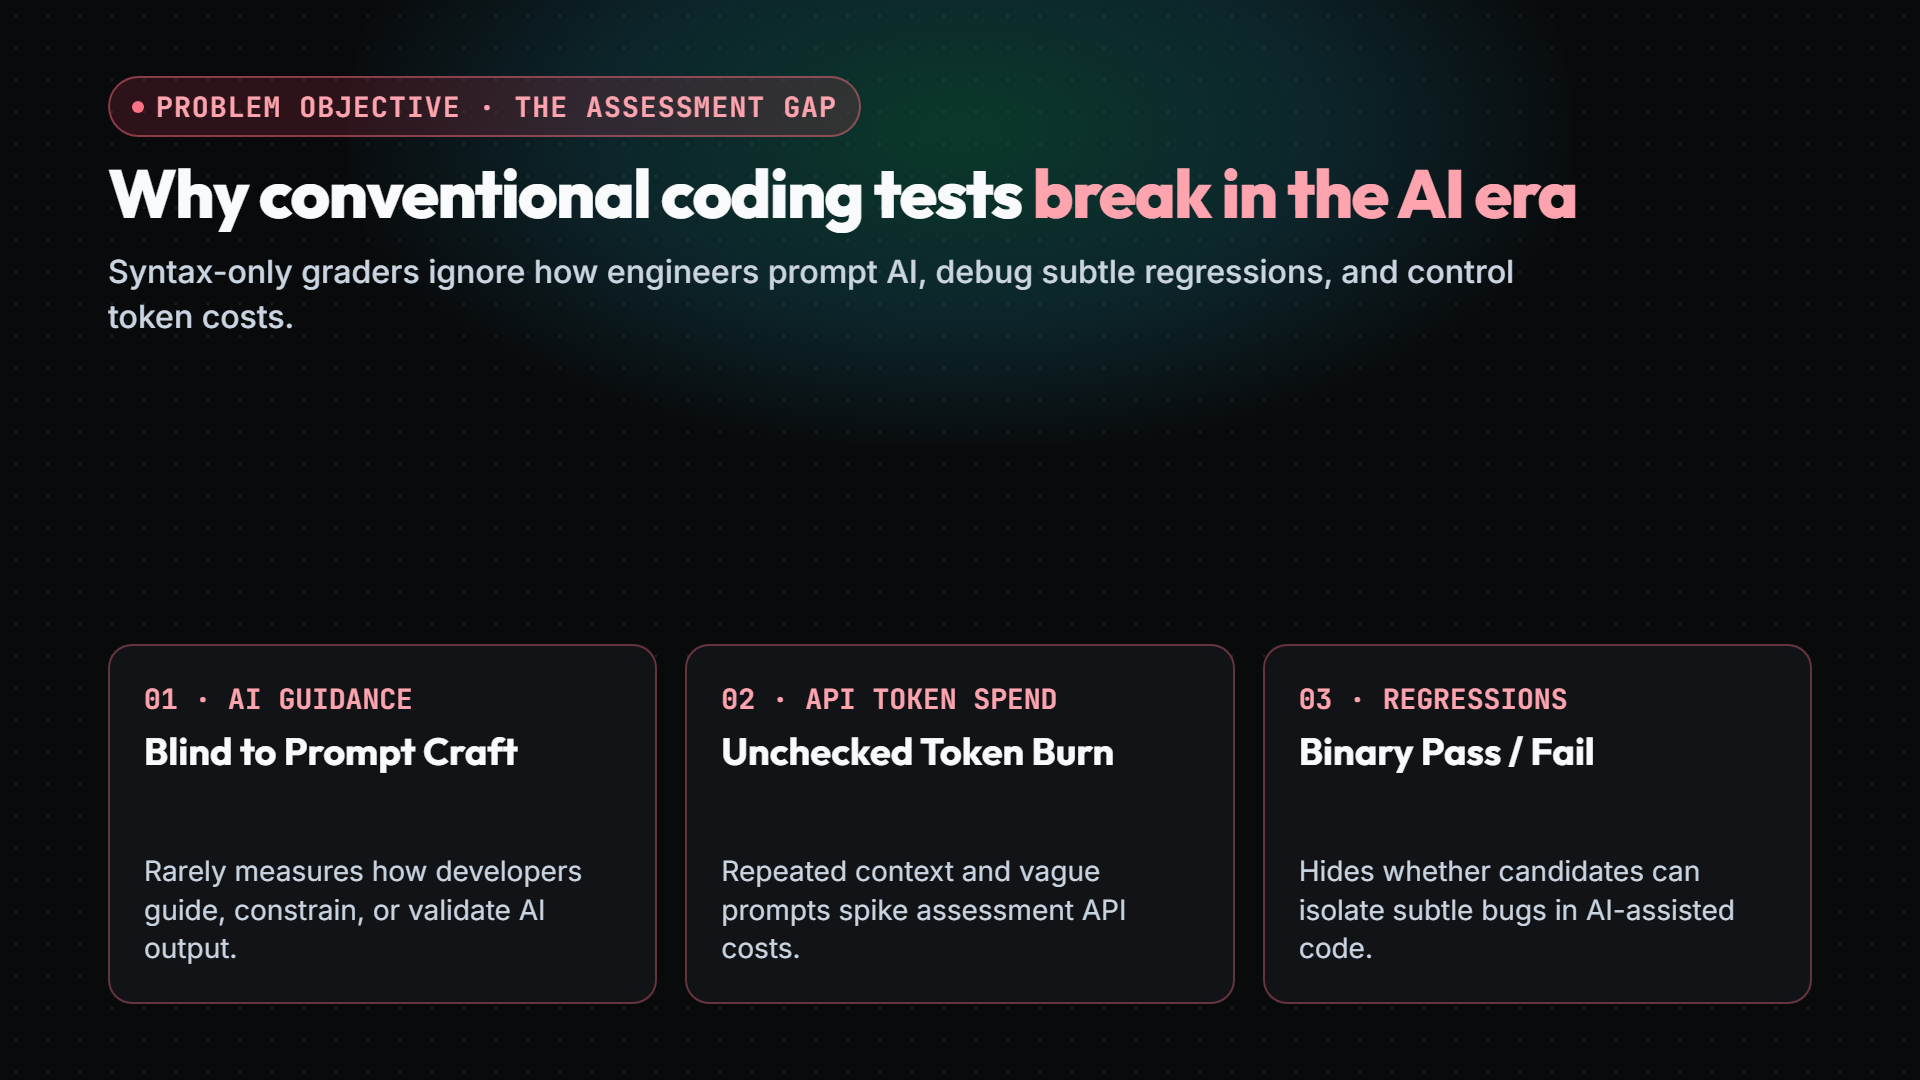 PROBLEM OBJECTIVE · THE ASSESSMENT GAP
Why conventional coding tests break in the AI era
Syntax-only graders ignore how engineers prompt AI, debug subtle regressions, and control
token costs.
01 · AI GUIDANCE
Blind to Prompt Craft
Rarely measures how developers
guide, constrain, or validate AI
output.
02 · API TOKEN SPEND
Unchecked Token Burn
Repeated context and vague
prompts spike assessment API
costs.
03 · REGRESSIONS
Binary Pass / Fail
Hides whether candidates can
isolate subtle bugs in AI-assisted
code.